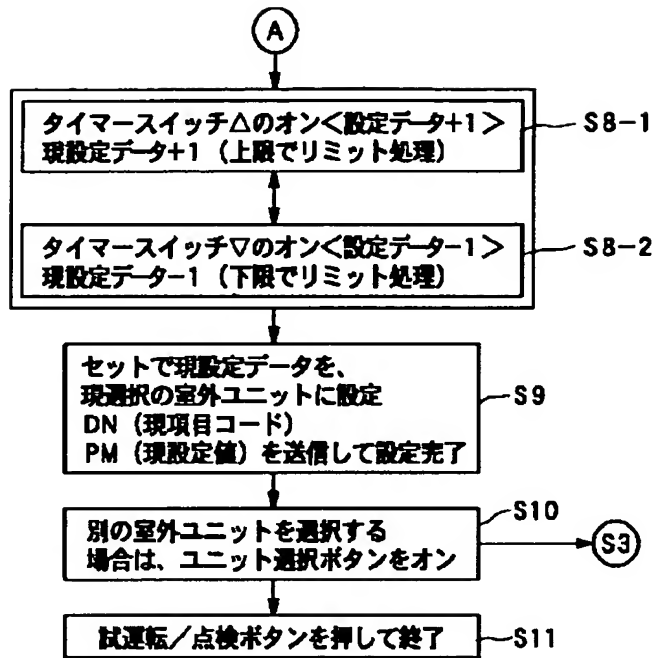 A
タイマースイッチ△のオン<設定データ+1>
現設定データ+1 (上限でリミット処理)
S8-1
タイマースイッチ▽のオン<設定データ-1>
現設定データ-1 (下限でリミット処理)
S8-2
セットで現設定データを、
現選択の室外ユニットに設定
DN (現項目コード)
PM (現設定値) を送信して設定完了
S9
別の室外ユニットを選択する
場合は、ユニット選択ボタンをオン
S10
S3
試運転/点検ボタンを押して終了
S11